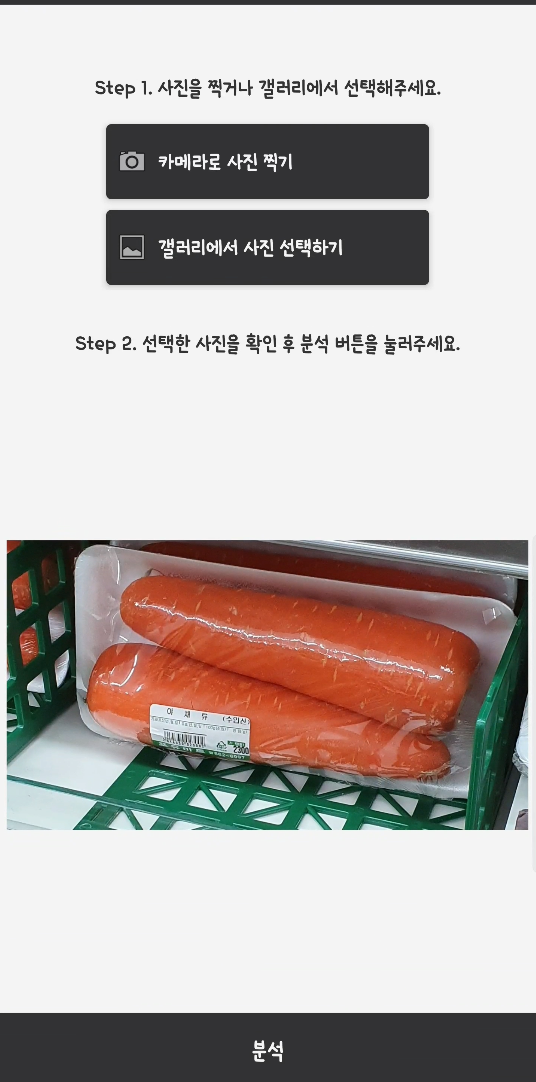 Step 1. 사진을 찍거나 갤러리에서 선택해주세요.
카메라로 사진 찍기
갤러리에서 사진 선택하기
Step 2. 선택한 사진을 확인 후 분석 버튼을 눌러주세요.
야 채 류 (수입산)
2300
분석